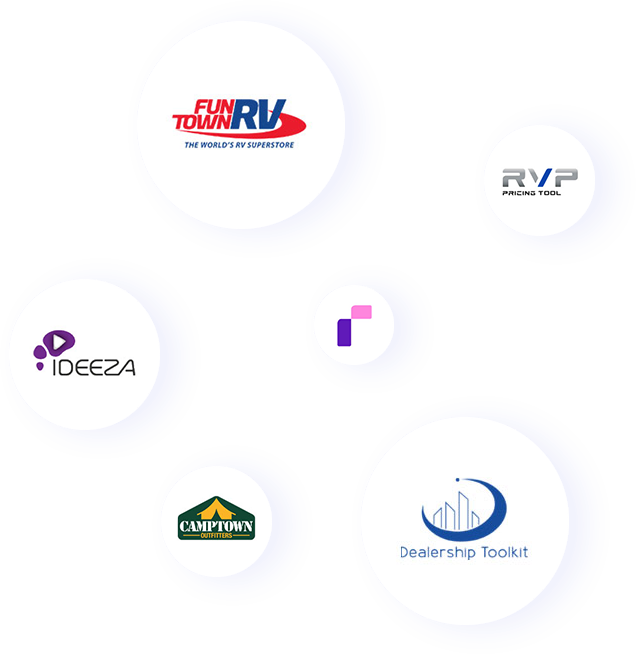 FUN
TOWN RV
THE WORLD'S RV SUPERSTORE
RVP
PRICING TOOL
IDEEZA
CAMPTOWN
OUTFITTERS
Dealership Toolkit